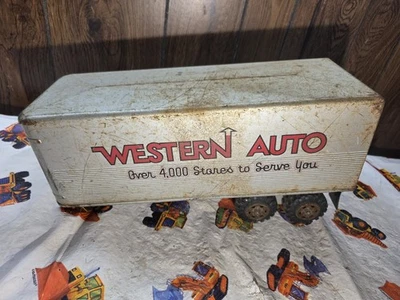 WESTERN AUTO
Over 4,000 Stores to Serve You